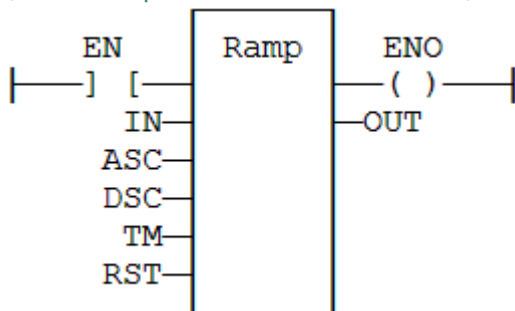 EN Ramp ENO
] [ ( )
IN OUT
ASC
DSC
TM
RST